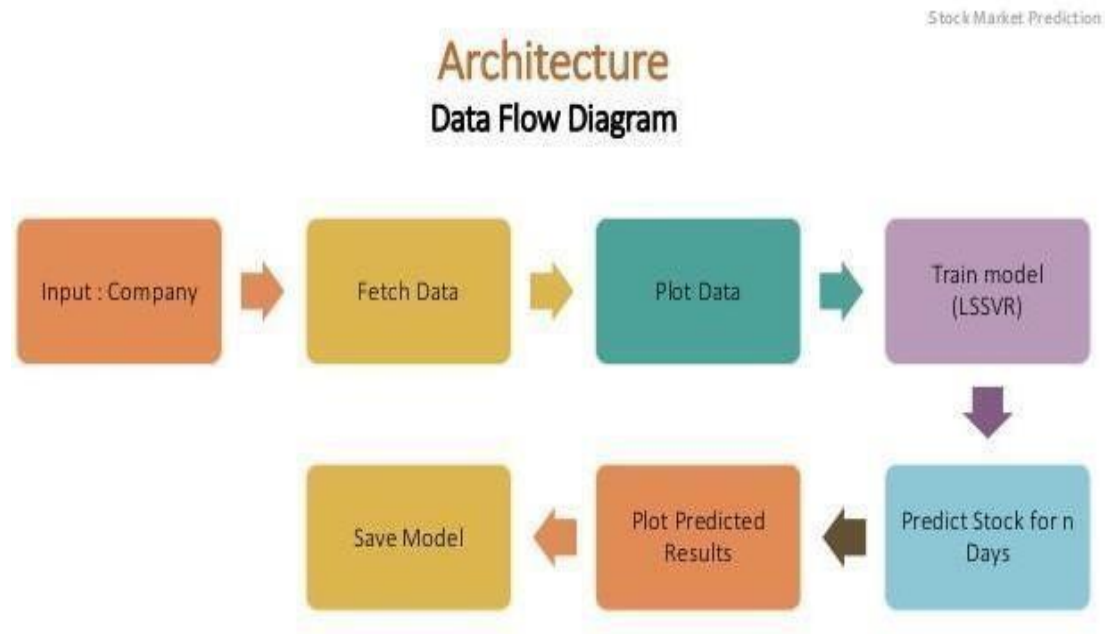 Stock Market Prediction
Architecture
Data Flow Diagram
Input : Company
Fetch Data
Plot Data
Train model
(LSSVR)
Predict Stock for n
Days
Plot Predicted
Results
Save Model